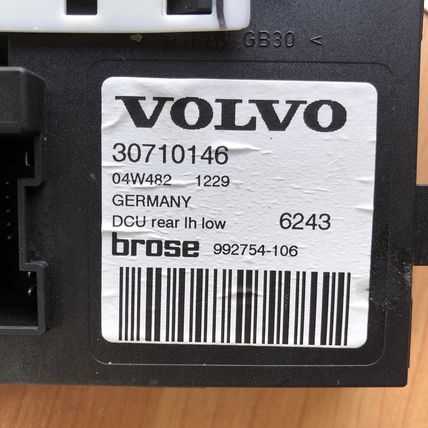 GB30 <
VOLVO
30710146
04W482 1229
GERMANY
DCU rear lh low 6243
brose 992754-106